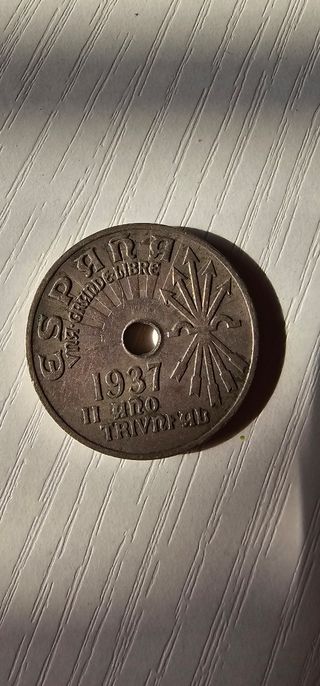 ESPAÑA
VNA·GRANDE·LIBRE
1937
II AÑO
TRIVNFAL